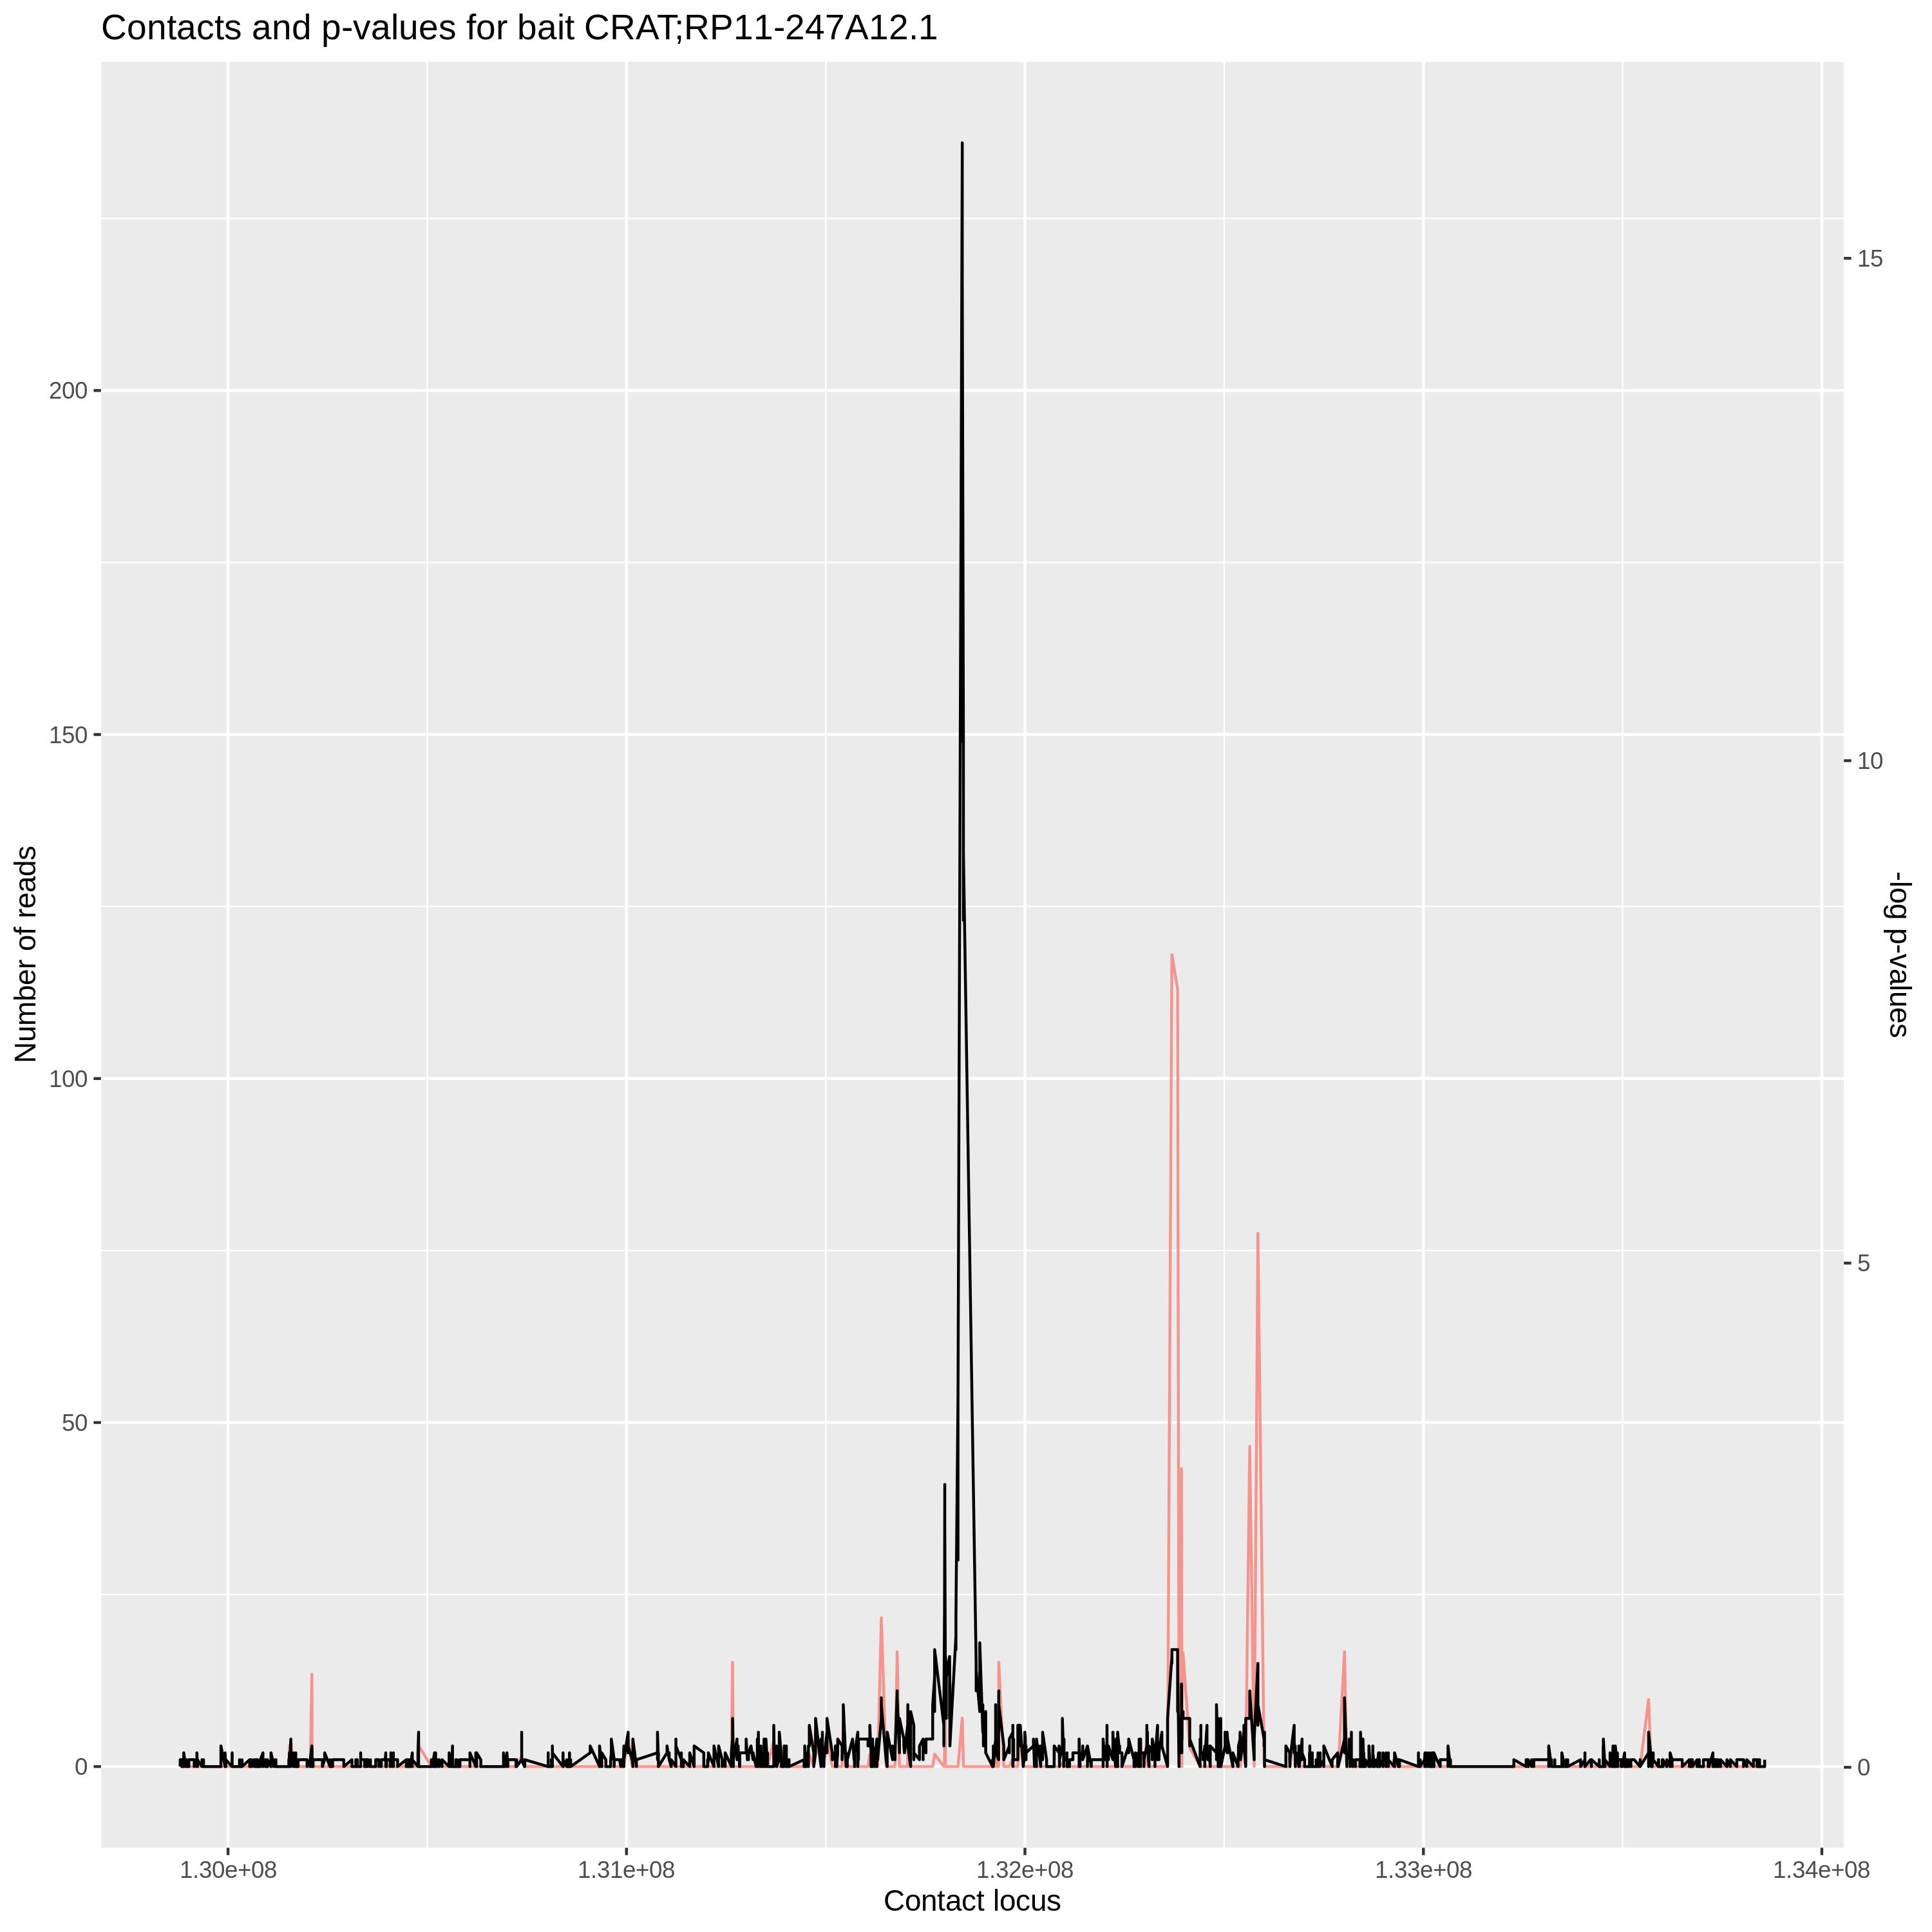 Contacts and p-values for bait CRAT;RP11-247A12.1
Number of reads
200
150
100
50
0
15
10
5
0
-log p-values
1.30e+08
1.31e+08
1.32e+08
1.33e+08
1.34e+08
Contact locus